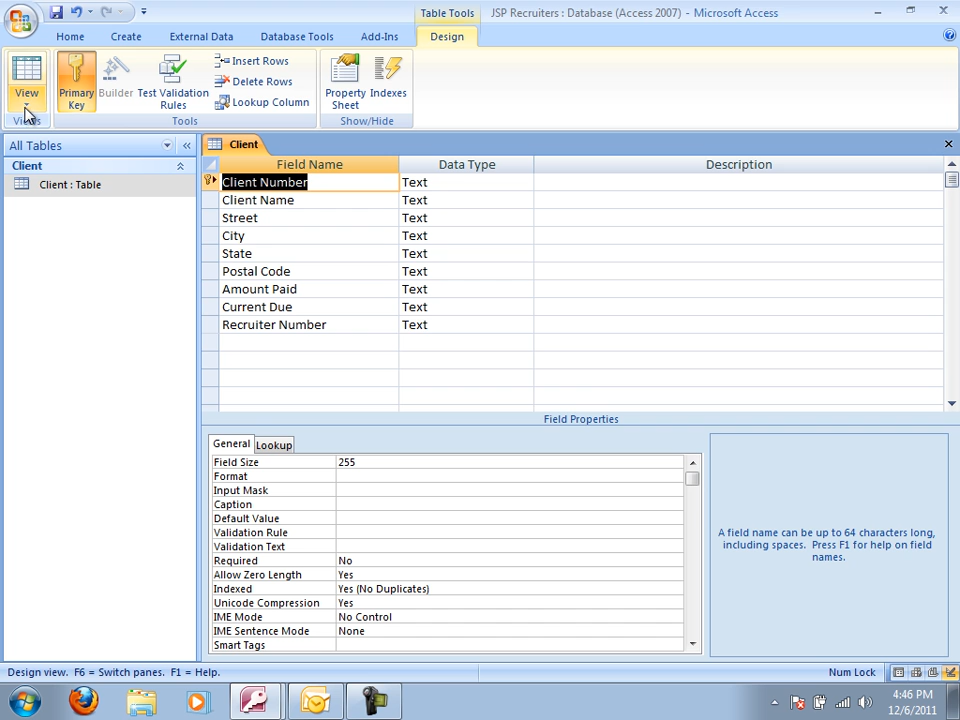 Table Tools
JSP Recruiters : Database (Access 2007) - Microsoft Access
Home
Create
External Data
Database Tools
Add-Ins
Design
View
Primary
Key
Builder
Test Validation
Rules
Insert Rows
Delete Rows
Lookup Column
Property
Sheet
Indexes
Views
Tools
Show/Hide
All Tables
Client
Client : Table
Client
Field Name
Data Type
Description
Client Number
Text
Client Name
Text
Street
Text
City
Text
State
Text
Postal Code
Text
Amount Paid
Text
Current Due
Text
Recruiter Number
Text
Field Properties
General
Lookup
Field Size
255
Format
Input Mask
Caption
Default Value
Validation Rule
Validation Text
Required
No
Allow Zero Length
Yes
Indexed
Yes (No Duplicates)
Unicode Compression
Yes
IME Mode
No Control
IME Sentence Mode
None
Smart Tags
A field name can be up to 64 characters long,
including spaces. Press F1 for help on field
names.
Design view. F6 = Switch panes. F1 = Help.
Num Lock
4:46 PM
12/6/2011